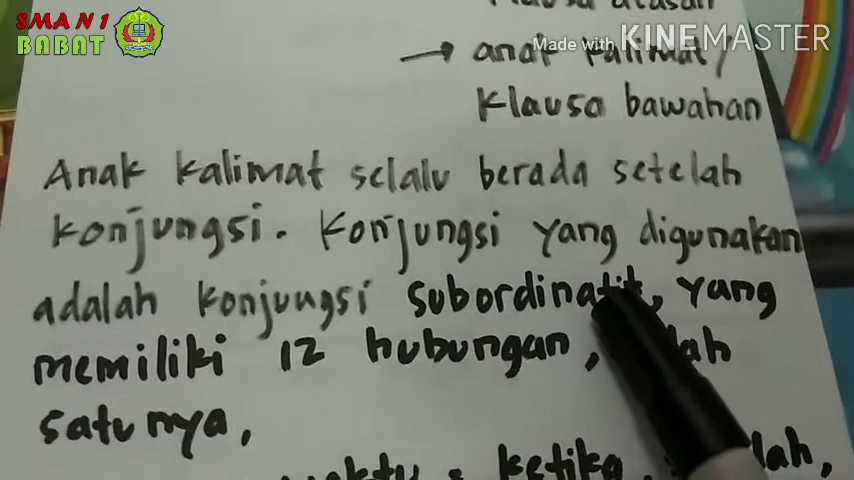 SMA N 1
BABAT
Made with KINEMASTER
→ anak kalimat /
Klausa bawahan
Anak kalimat selalu berada setelah
konjungsi. Konjungsi yang digunakan
adalah konjungsi subordinatif, yang
memiliki 12 hubungan,
satunya,
: ketika,